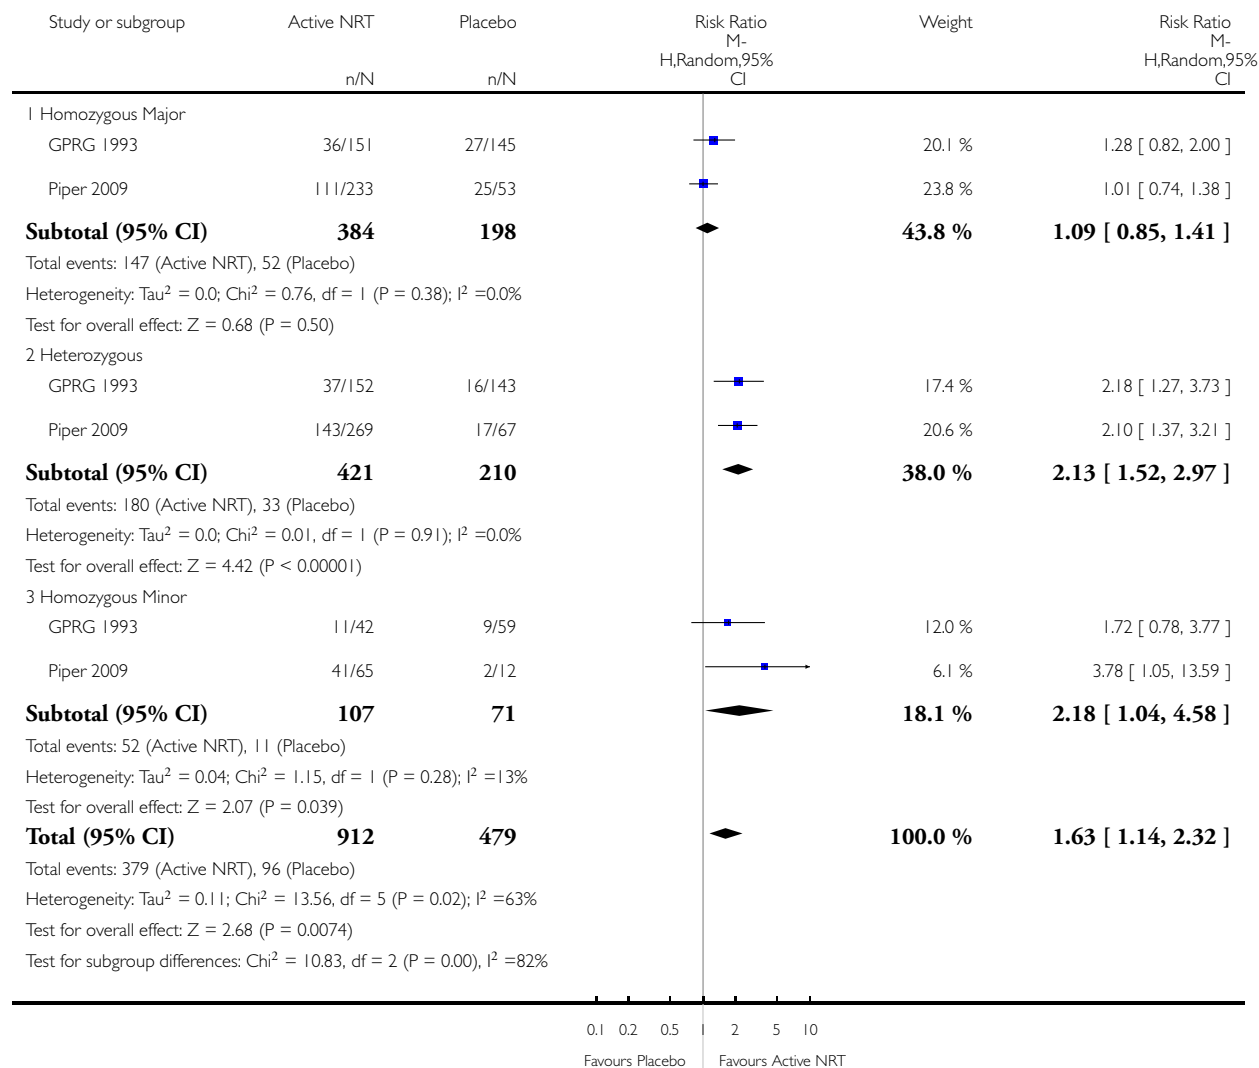 Study or subgroup Active NRT Placebo Risk Ratio Weight Risk Ratio
M- M-
H,Random,95% H,Random,95%
n/N n/N CI CI
1 Homozygous Major
GPRG 1993 36/151 27/145 20.1 % 1.28 [ 0.82, 2.00 ]
Piper 2009 111/233 25/53 23.8 % 1.01 [ 0.74, 1.38 ]
Subtotal (95% CI) 384 198 43.8 % 1.09 [ 0.85, 1.41 ]
Total events: 147 (Active NRT), 52 (Placebo)
Heterogeneity: Tau² = 0.0; Chi² = 0.76, df = 1 (P = 0.38); I² =0.0%
Test for overall effect: Z = 0.68 (P = 0.50)
2 Heterozygous
GPRG 1993 37/152 16/143 17.4 % 2.18 [ 1.27, 3.73 ]
Piper 2009 143/269 17/67 20.6 % 2.10 [ 1.37, 3.21 ]
Subtotal (95% CI) 421 210 38.0 % 2.13 [ 1.52, 2.97 ]
Total events: 180 (Active NRT), 33 (Placebo)
Heterogeneity: Tau² = 0.0; Chi² = 0.01, df = 1 (P = 0.91); I² =0.0%
Test for overall effect: Z = 4.42 (P < 0.00001)
3 Homozygous Minor
GPRG 1993 11/42 9/59 12.0 % 1.72 [ 0.78, 3.77 ]
Piper 2009 41/65 2/12 6.1 % 3.78 [ 1.05, 13.59 ]
Subtotal (95% CI) 107 71 18.1 % 2.18 [ 1.04, 4.58 ]
Total events: 52 (Active NRT), 11 (Placebo)
Heterogeneity: Tau² = 0.04; Chi² = 1.15, df = 1 (P = 0.28); I² =13%
Test for overall effect: Z = 2.07 (P = 0.039)
Total (95% CI) 912 479 100.0 % 1.63 [ 1.14, 2.32 ]
Total events: 379 (Active NRT), 96 (Placebo)
Heterogeneity: Tau² = 0.11; Chi² = 13.56, df = 5 (P = 0.02); I² =63%
Test for overall effect: Z = 2.68 (P = 0.0074)
Test for subgroup differences: Chi² = 10.83, df = 2 (P = 0.00), I² =82%
0.1 0.2 0.5 1 2 5 10
Favours Placebo Favours Active NRT